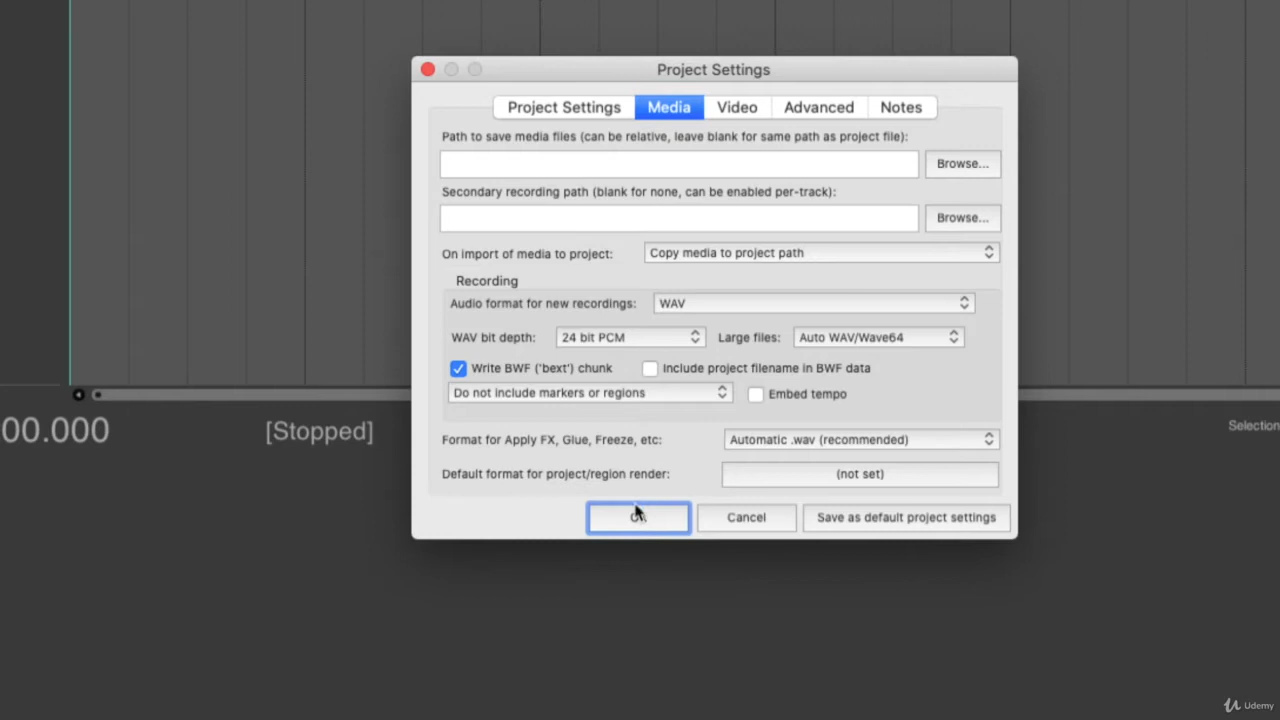 Project Settings
Project Settings Media Video Advanced Notes
Path to save media files (can be relative, leave blank for same path as project file):
Browse...
Secondary recording path (blank for none, can be enabled per-track):
Browse...
On import of media to project: Copy media to project path
Recording
Audio format for new recordings: WAV
WAV bit depth: 24 bit PCM Large files: Auto WAV/Wave64
Write BWF ('bext') chunk Include project filename in BWF data
Do not include markers or regions Embed tempo
00.000 [Stopped] Selection
Format for Apply FX, Glue, Freeze, etc: Automatic .wav (recommended)
Default format for project/region render: (not set)
Cancel Save as default project settings
Udemy